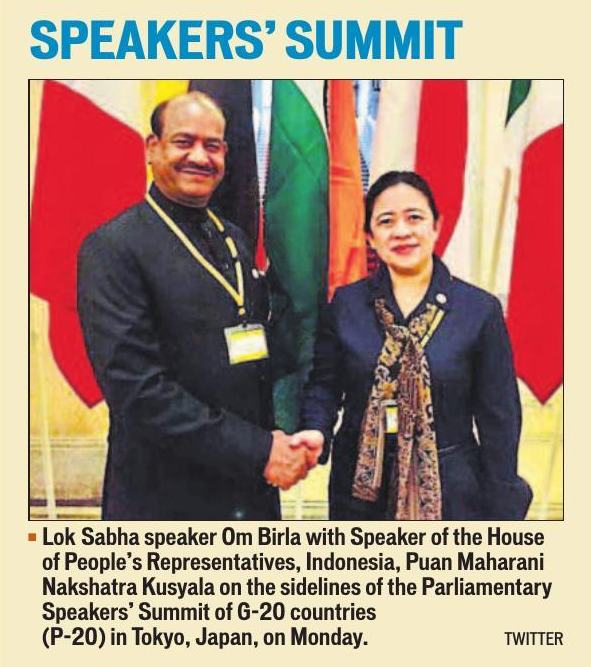 SPEAKERS' SUMMIT
Lok Sabha speaker Om Birla with Speaker of the House
of People's Representatives, Indonesia, Puan Maharani
Nakshatra Kusyala on the sidelines of the Parliamentary
Speakers' Summit of G-20 countries
(P-20) in Tokyo, Japan, on Monday.
TWITTER